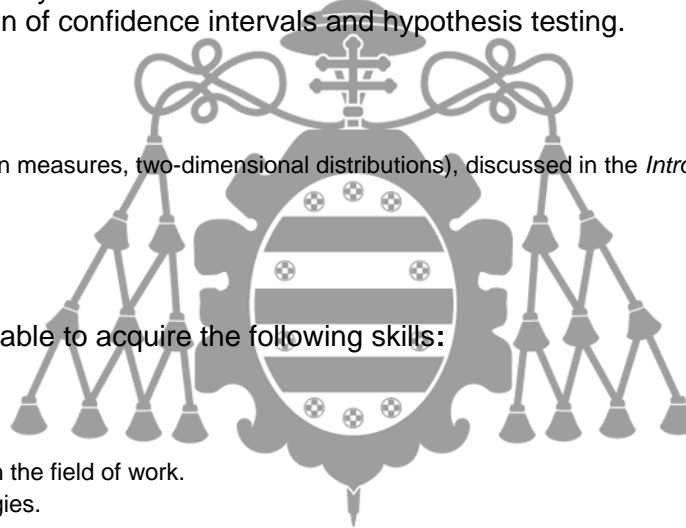 n of confidence intervals and hypothesis testing.
n measures, two-dimensional distributions), discussed in the Intro
able to acquire the following skills:
n the field of work.
gies.